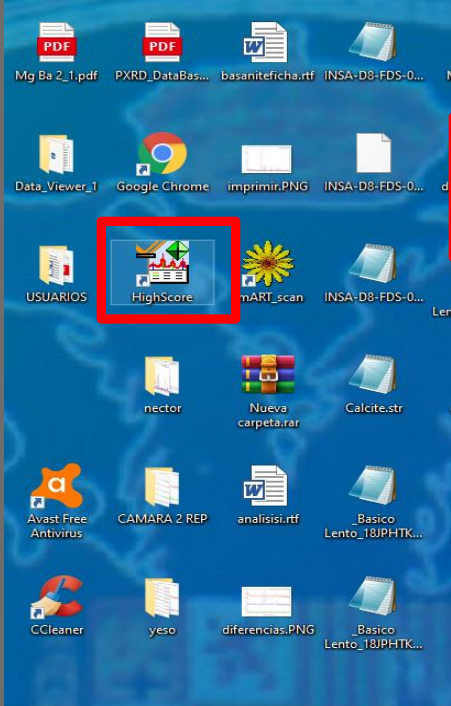 PDF
PDF
W
Mg Ba 2_1.pdf
PXRD_DataBas...
basaniteficha.rtf
INSA-D8-FDS-0...
Data_Viewer_1
Google Chrome
imprimir.PNG
INSA-D8-FDS-0...
USUARIOS
HighScore
mART_scan
INSA-D8-FDS-0...
nector
Nueva
carpeta.rar
Calcite.str
W
Avast Free
Antivirus
CAMARA 2 REP
analisisi.rtf
_Basico
Lento_18JPHTK...
CCleaner
yeso
diferencias.PNG
_Basico
Lento_18JPHTK...